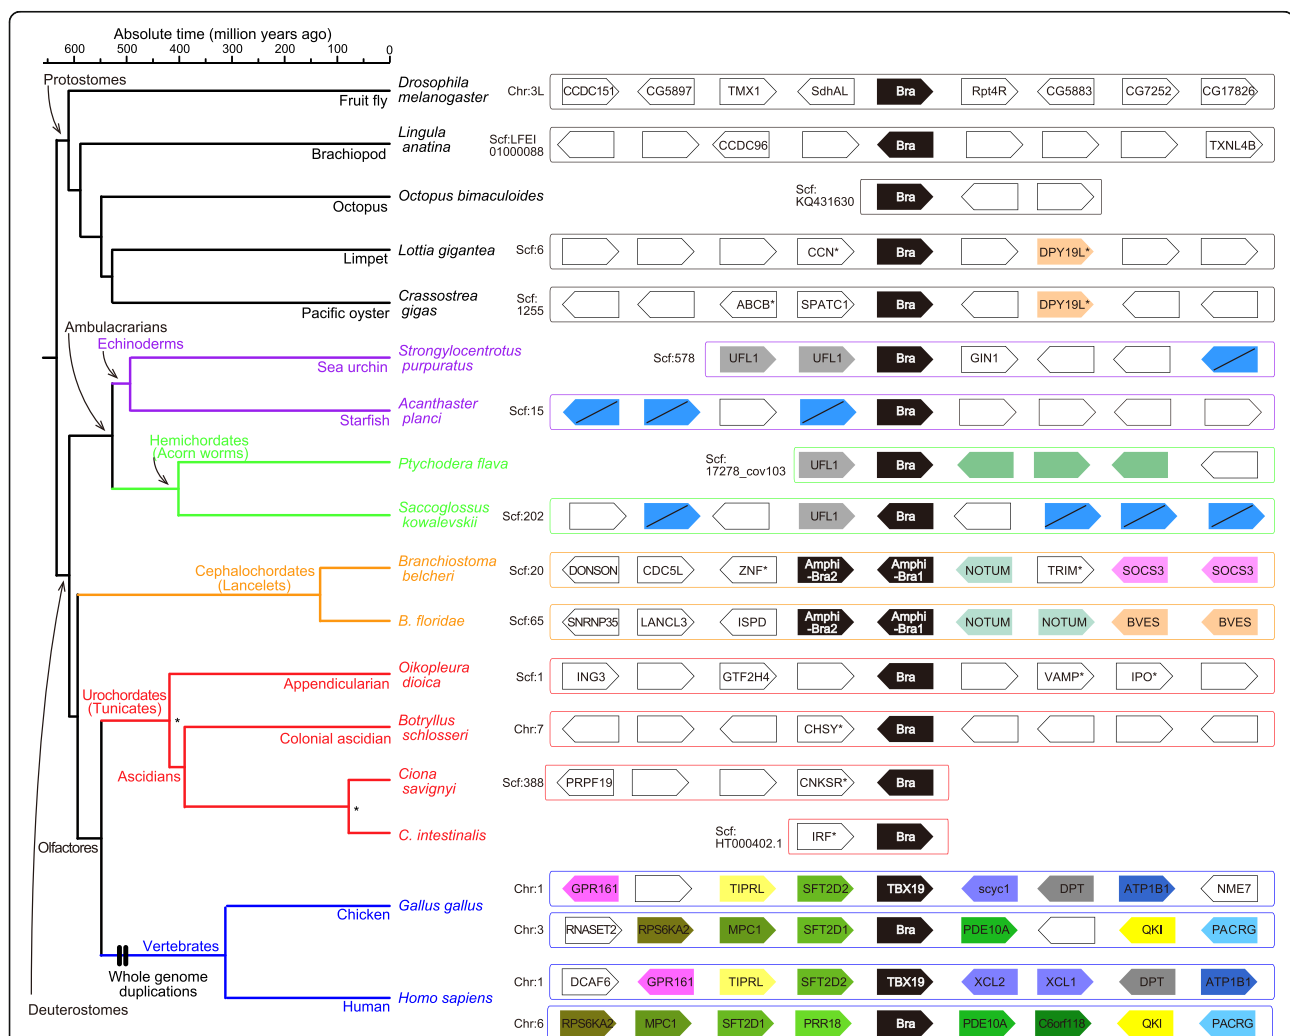 Absolute time (million years ago)
600 500 400 300 200 100 0
Protostomes
Fruit fly
Drosophila
melanogaster
Chr:3L
CCDC151 CG5897 TMX1 SdhAL Bra Rpt4R CG5883 CG7252 CG17826
Brachiopod
Lingula
anatina
Scf:LFEI
01000088
CCDC96 Bra TXNL4B
Octopus
Octopus bimaculoides
Scf:
KQ431630
Bra
Limpet
Lottia gigantea
Scf:6
CCN* Bra DPY19L*
Pacific oyster
Crassostrea
gigas
Scf:
1255
ABCB* SPATC1 Bra DPY19L*
Ambulacrarians
Echinoderms
Sea urchin
Strongylocentrotus
purpuratus
Scf:578
UFL1 UFL1 Bra GIN1
Starfish
Acanthaster
planci
Scf:15
Bra
Hemichordates
(Acorn worms)
Ptychodera flava
Scf:
17278_cov103
UFL1 Bra
Saccoglossus
kowalevskii
Scf:202
UFL1 Bra
Cephalochordates
(Lancelets)
Branchiostoma
belcheri
Scf:20
DONSON CDC5L ZNF* Amphi
-Bra2 Amphi
-Bra1 NOTUM TRIM* SOCS3 SOCS3
B. floridae
Scf:65
SNRNP35 LANCL3 ISPD Amphi
-Bra2 Amphi
-Bra1 NOTUM NOTUM BVES BVES
Urochordates
(Tunicates)
*
Appendicularian
Oikopleura
dioica
Scf:1
ING3 GTF2H4 Bra VAMP* IPO*
Colonial ascidian
Botryllus
schlosseri
Chr:7
CHSY* Bra
Ascidians
Ciona
savignyi
Scf:388
PRPF19 CNKSR* Bra
*
C. intestinalis
Scf:
HT000402.1
IRF* Bra
Olfactores
Chicken
Gallus gallus
Chr:1
GPR161 TIPRL SFT2D2 TBX19 scyc1 DPT ATP1B1 NME7
Chr:3
RNASET2 RPS6KA2 MPC1 SFT2D1 Bra PDE10A QKI PACRG
Vertebrates
Whole genome
duplications
Human
Homo sapiens
Chr:1
DCAF6 GPR161 TIPRL SFT2D2 TBX19 XCL2 XCL1 DPT ATP1B1
Chr:6
RPS6KA2 MPC1 SFT2D1 PRR18 Bra PDE10A C6orf118 QKI PACRG
Deuterostomes